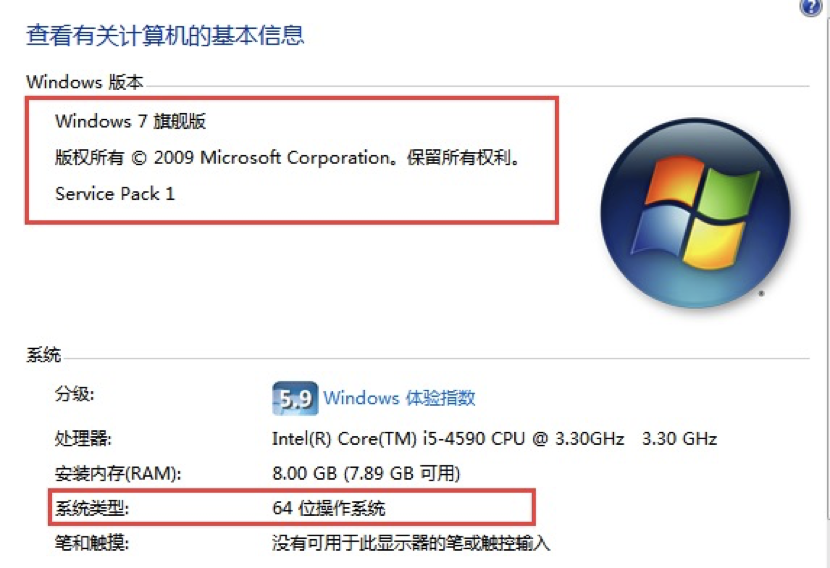 查看有关计算机的基本信息
Windows 版本
Windows 7 旗舰版
版权所有 © 2009 Microsoft Corporation。保留所有权利。
Service Pack 1
系统
分级: 5.9 Windows 体验指数
处理器: Intel(R) Core(TM) i5-4590 CPU @ 3.30GHz 3.30 GHz
安装内存(RAM): 8.00 GB (7.89 GB 可用)
系统类型: 64 位操作系统
笔和触摸: 没有可用于此显示器的笔或触控输入